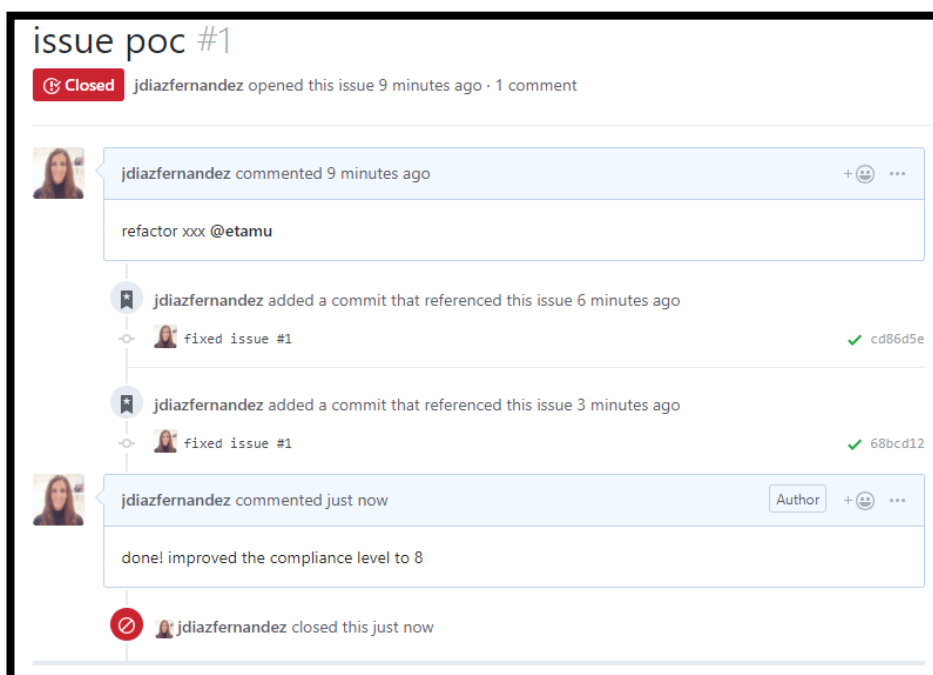 issue poc #1
Closed jdiazfernandez opened this issue 9 minutes ago · 1 comment
jdiazfernandez commented 9 minutes ago
refactor xxx @etamu
jdiazfernandez added a commit that referenced this issue 6 minutes ago
fixed issue #1 cd86d5e
jdiazfernandez added a commit that referenced this issue 3 minutes ago
fixed issue #1 68bcd12
jdiazfernandez commented just now Author
done! improved the compliance level to 8
jdiazfernandez closed this just now